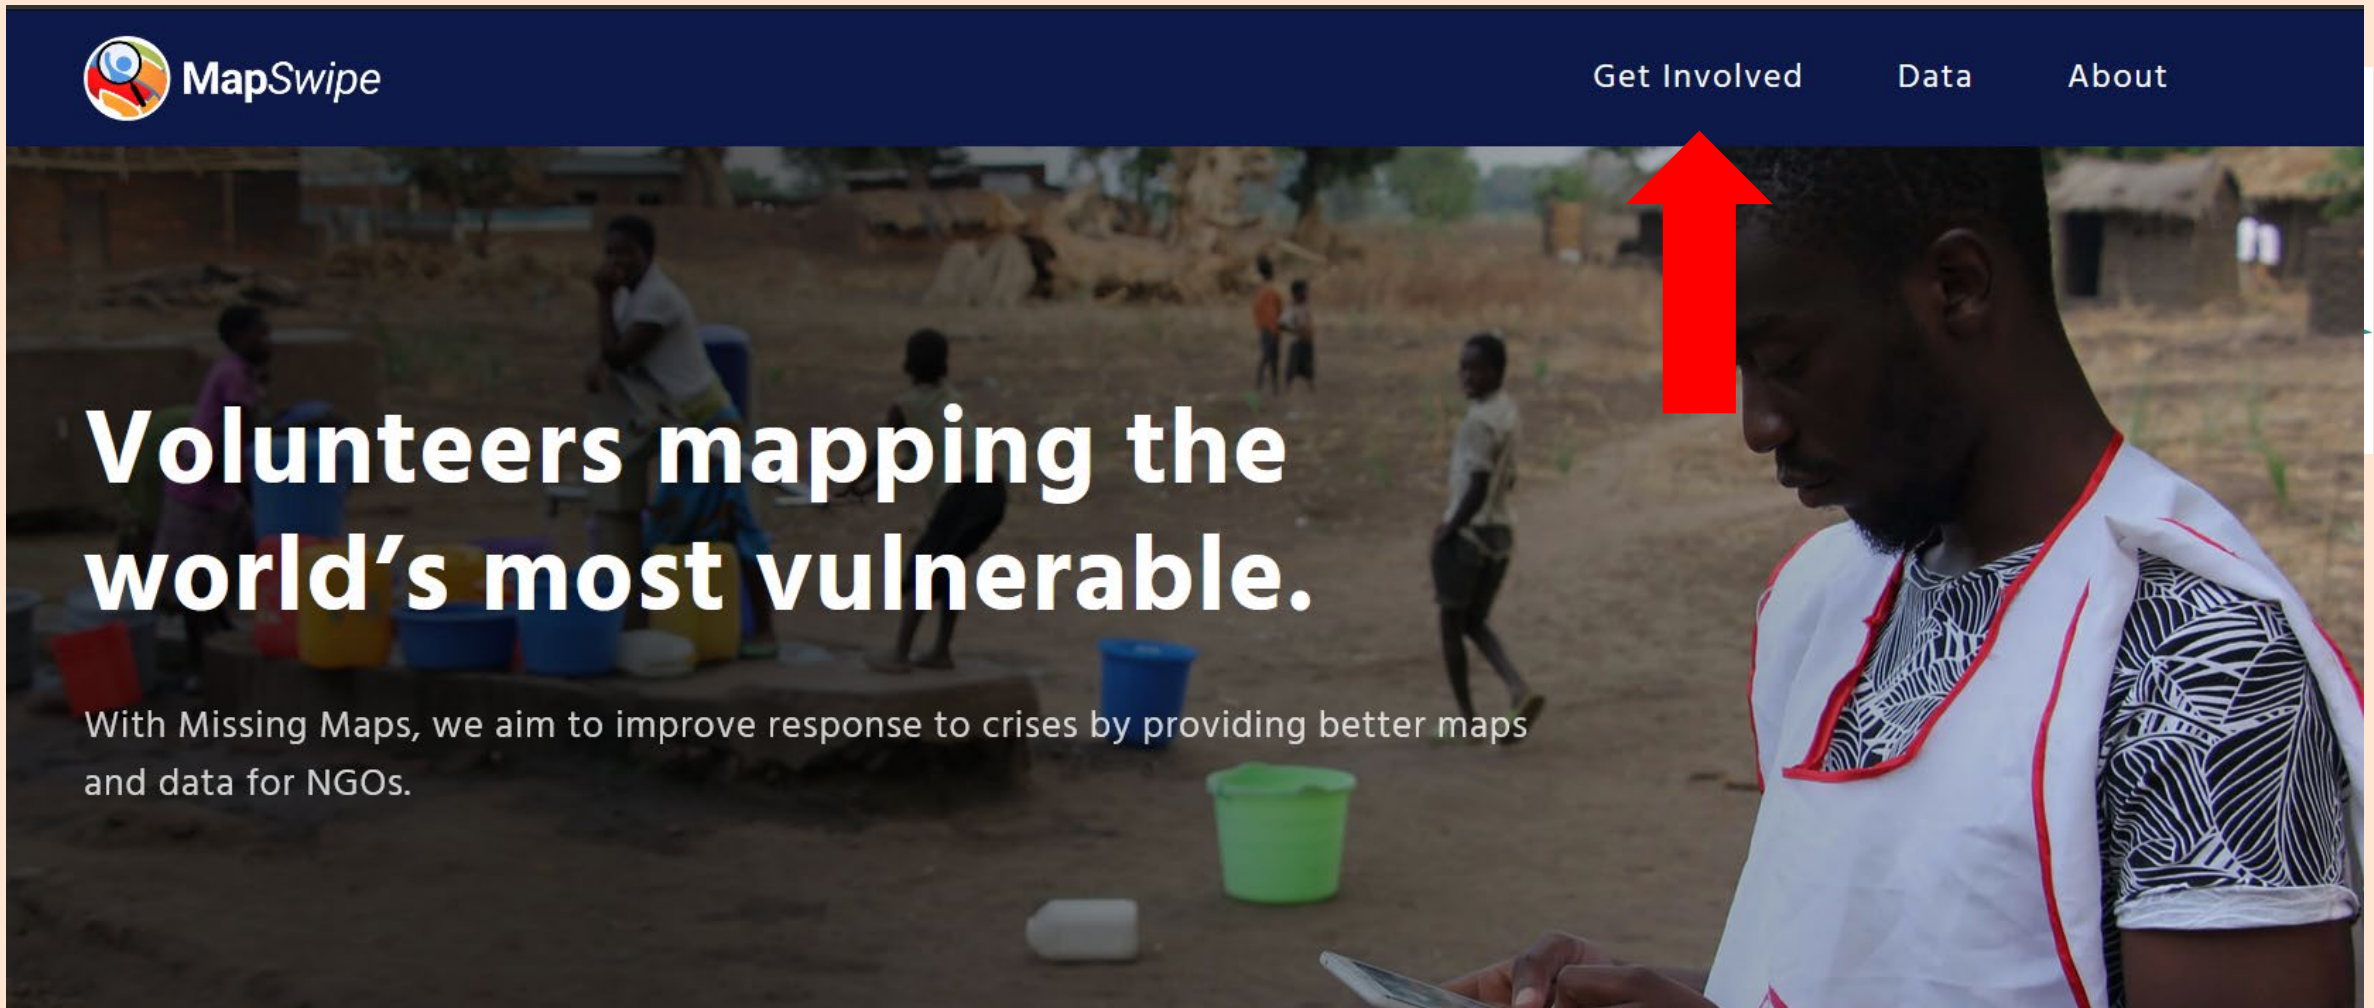 MapSwipe
Get Involved
Data
About
Volunteers mapping the
world’s most vulnerable.
With Missing Maps, we aim to improve response to crises by providing better maps
and data for NGOs.